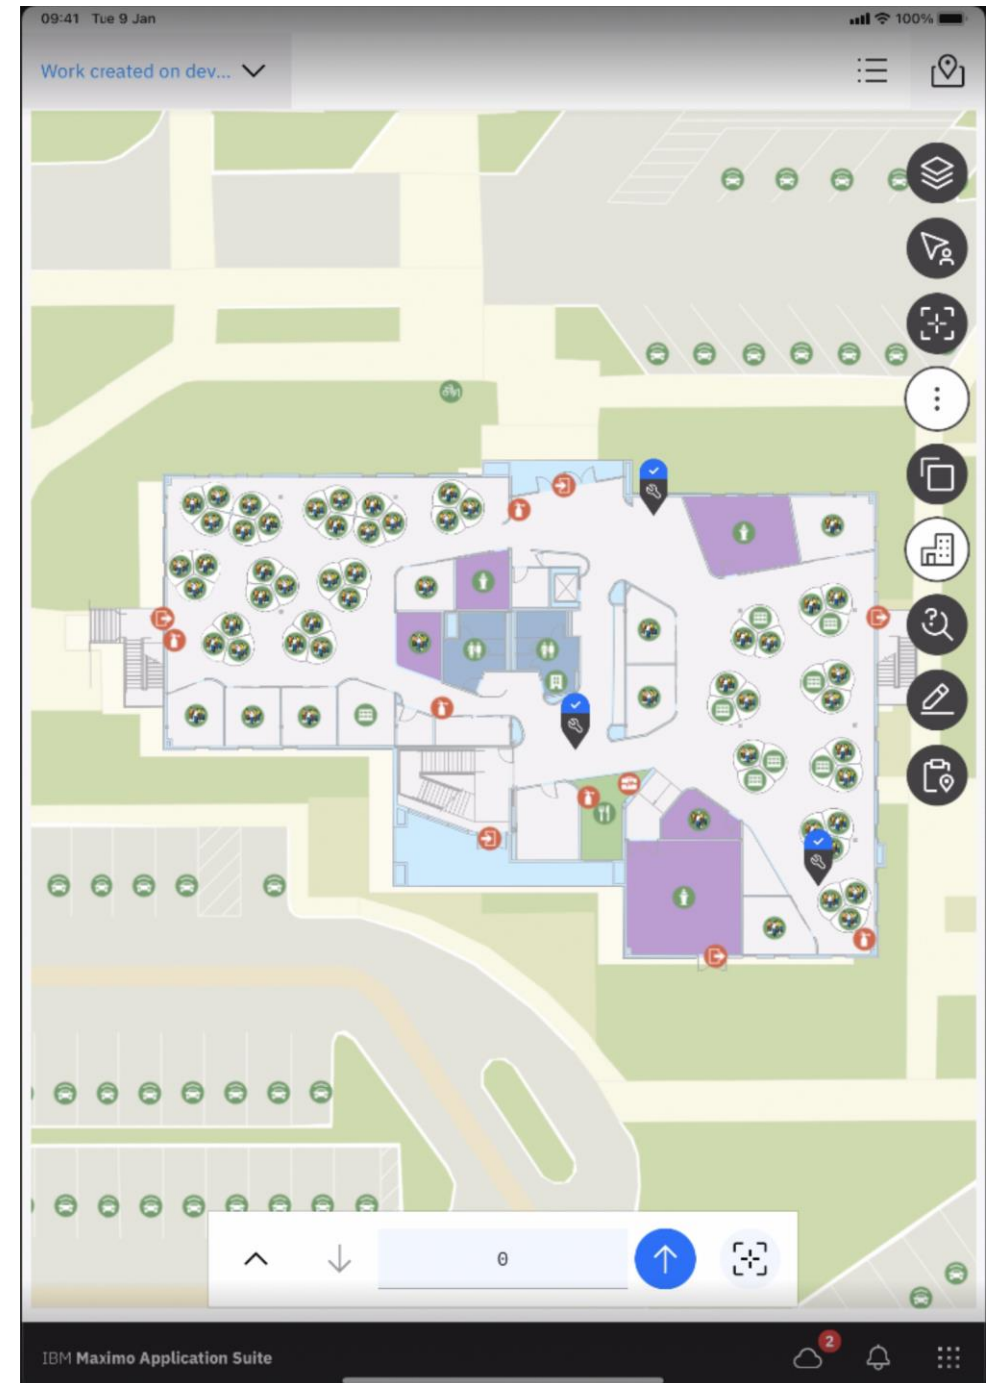 09:41 Tue 9 Jan
100%
Work created on dev...
0
IBM Maximo Application Suite
2